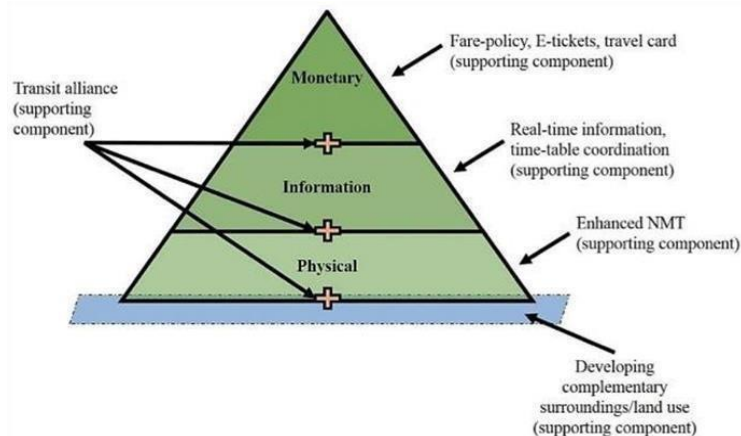 Monetary
Fare-policy, E-tickets, travel card
(supporting component)
Transit alliance
(supporting
component)
Real-time information,
time-table coordination
(supporting component)
Information
Enhanced NMT
(supporting component)
Physical
Developing
complementary
surroundings/land use
(supporting component)